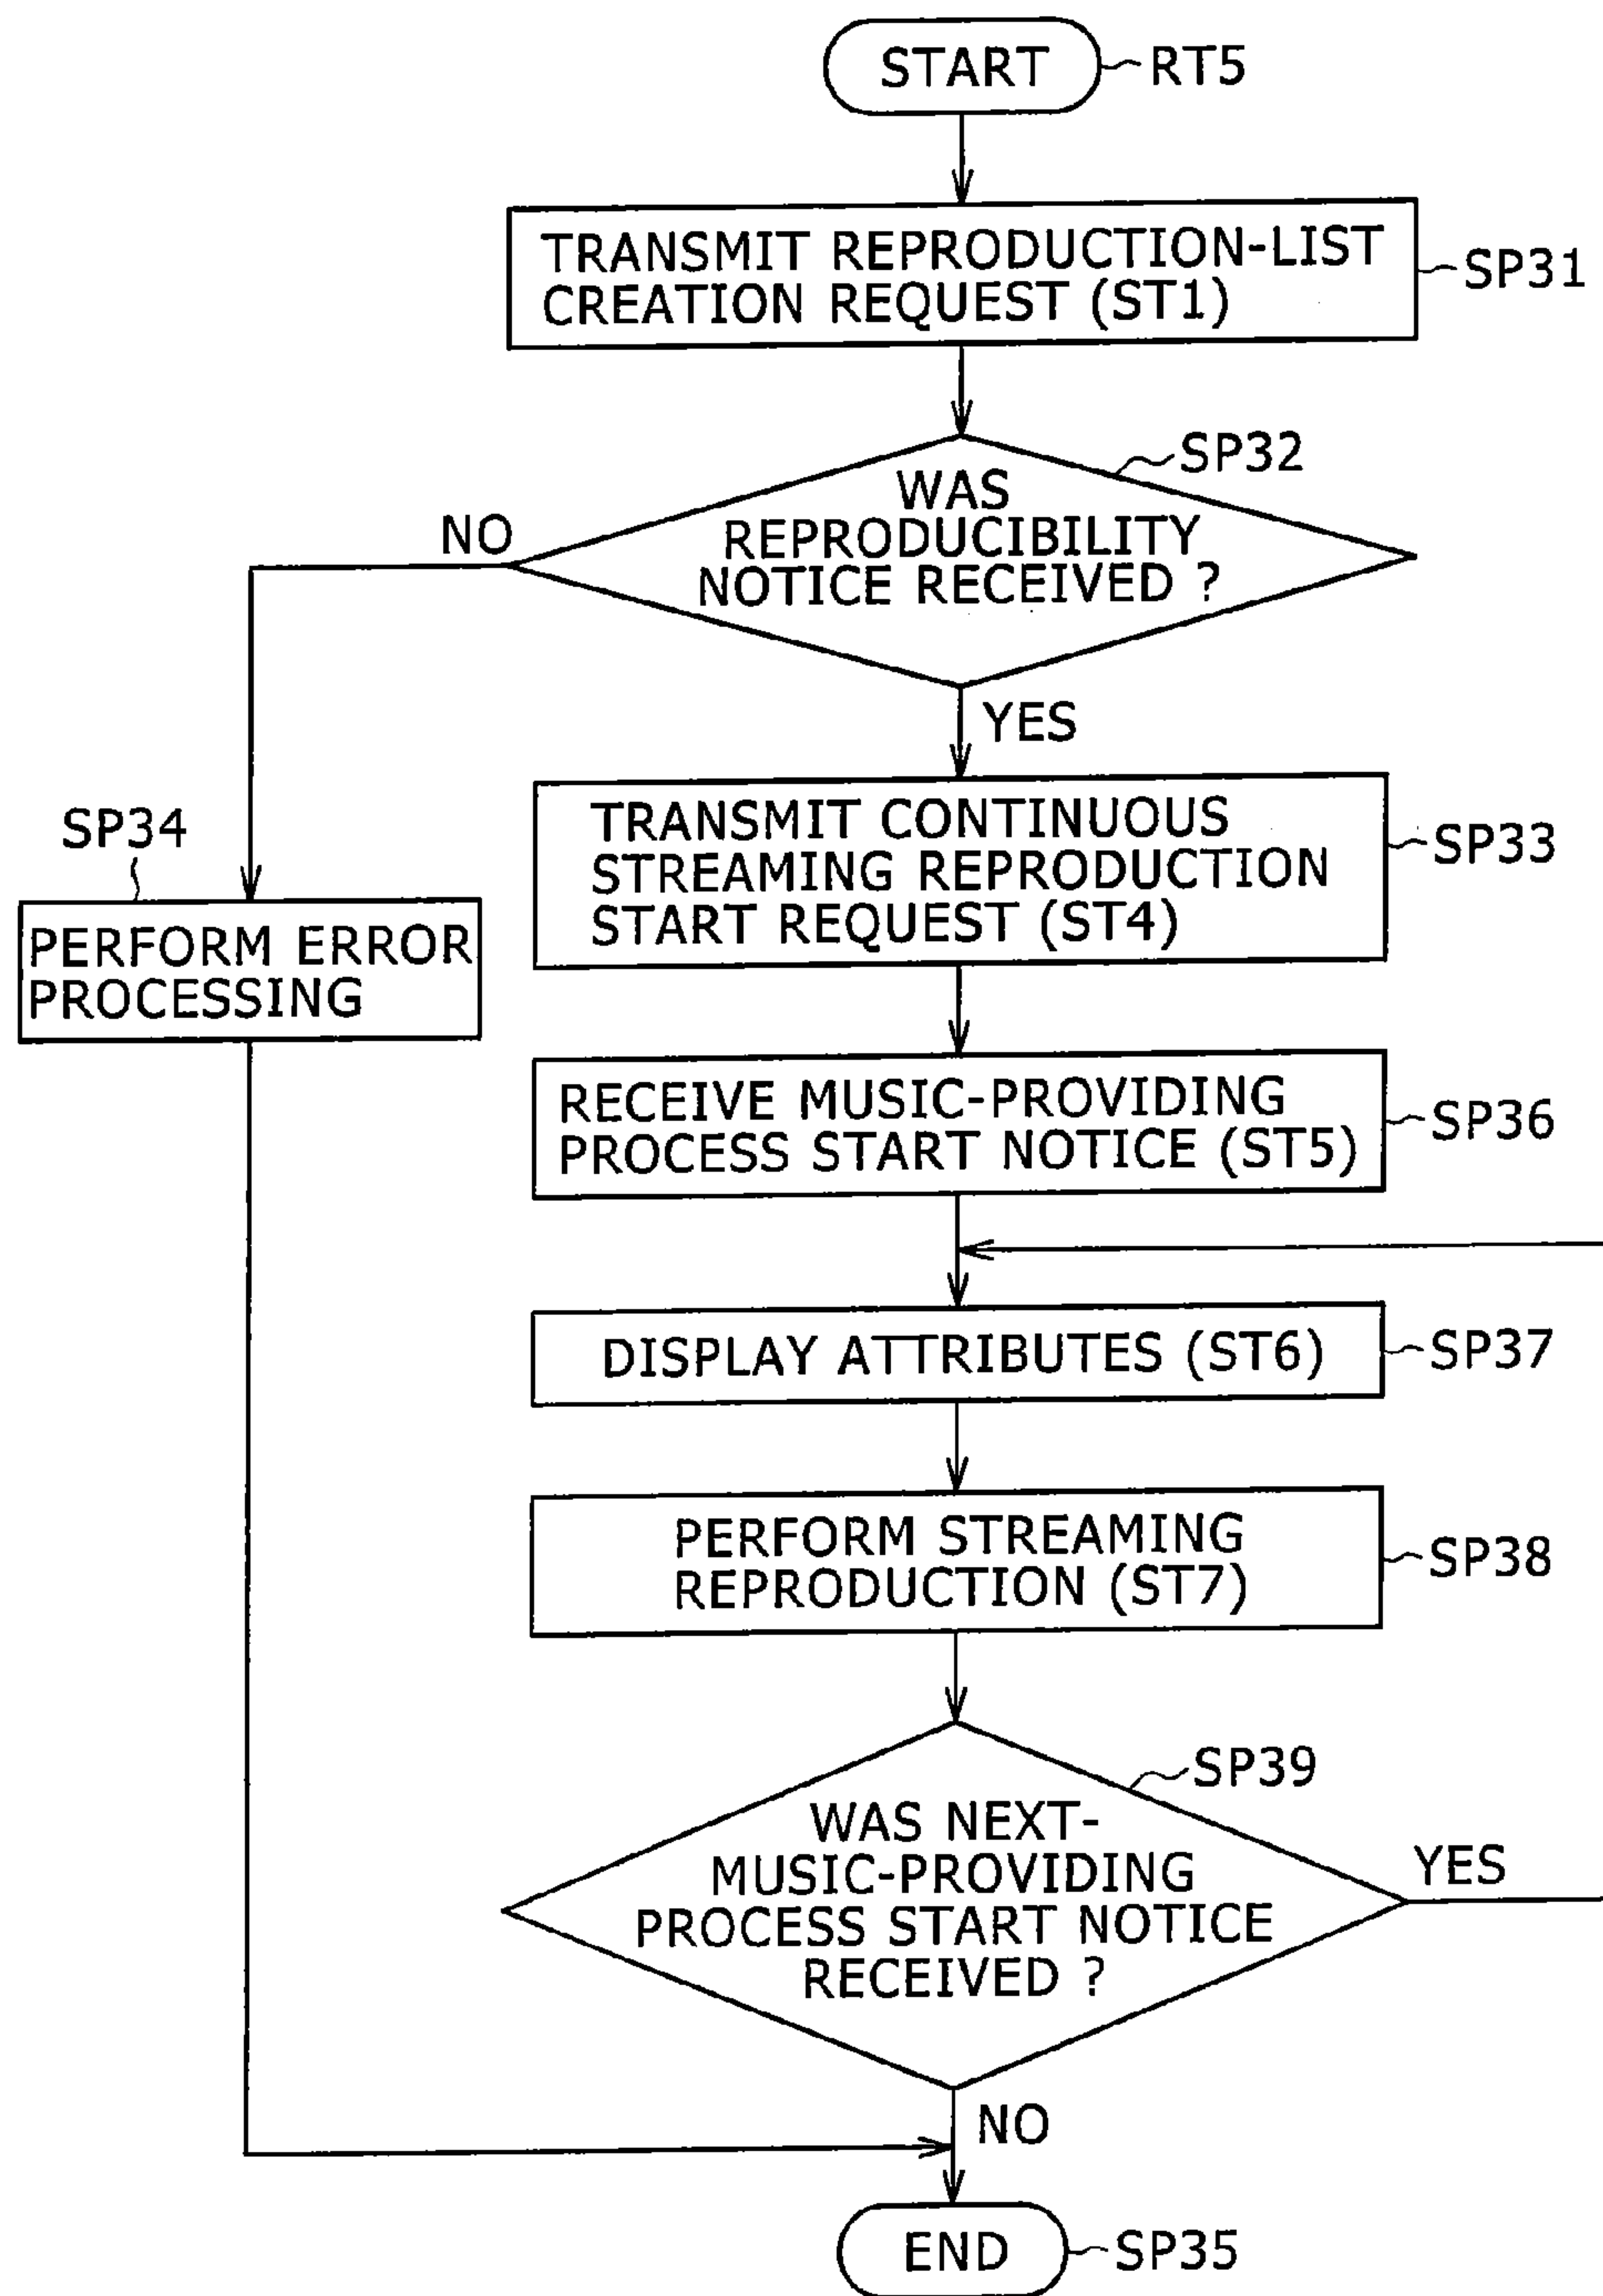 START
RT5
TRANSMIT REPRODUCTION-LIST
CREATION REQUEST (ST1)
SP31
SP32
WAS
REPRODUCIBILITY
NOTICE RECEIVED ?
NO
YES
SP34
PERFORM ERROR
PROCESSING
TRANSMIT CONTINUOUS
STREAMING REPRODUCTION
START REQUEST (ST4)
SP33
RECEIVE MUSIC-PROVIDING
PROCESS START NOTICE (ST5)
SP36
DISPLAY ATTRIBUTES (ST6)
SP37
PERFORM STREAMING
REPRODUCTION (ST7)
SP38
SP39
WAS NEXT-
MUSIC-PROVIDING
PROCESS START NOTICE
RECEIVED ?
YES
NO
END
SP35